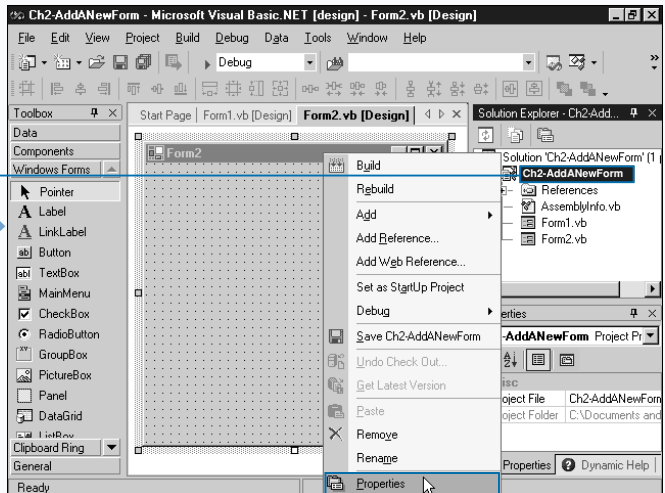 Ch2-AddANewForm - Microsoft Visual Basic.NET [design] - Form2.vb [Design]
File Edit View Project Build Debug Data Tools Window Help
Debug
Toolbox
Start Page Form1.vb [Design] Form2.vb [Design]
Solution Explorer - Ch2-Add...
Data
Components
Windows Forms
Pointer
Label
LinkLabel
Button
TextBox
MainMenu
CheckBox
RadioButton
GroupBox
PictureBox
Panel
DataGrid
ListBox
Clipboard Ring
General
Form2
Build
Rebuild
Add
Add Reference...
Add Web Reference...
Set as StartUp Project
Debug
Save Ch2-AddANewForm
Undo Check Out...
Get Latest Version
Paste
Remove
Rename
Properties
Solution 'Ch2-AddANewForm' (1
Ch2-AddANewForm
References
AssemblyInfo.vb
Form1.vb
Form2.vb
erties
-AddANewForm Project Pr
isc
oject File Ch2-AddANewForm
oject Folder C:\Documents and
Properties Dynamic Help
Ready